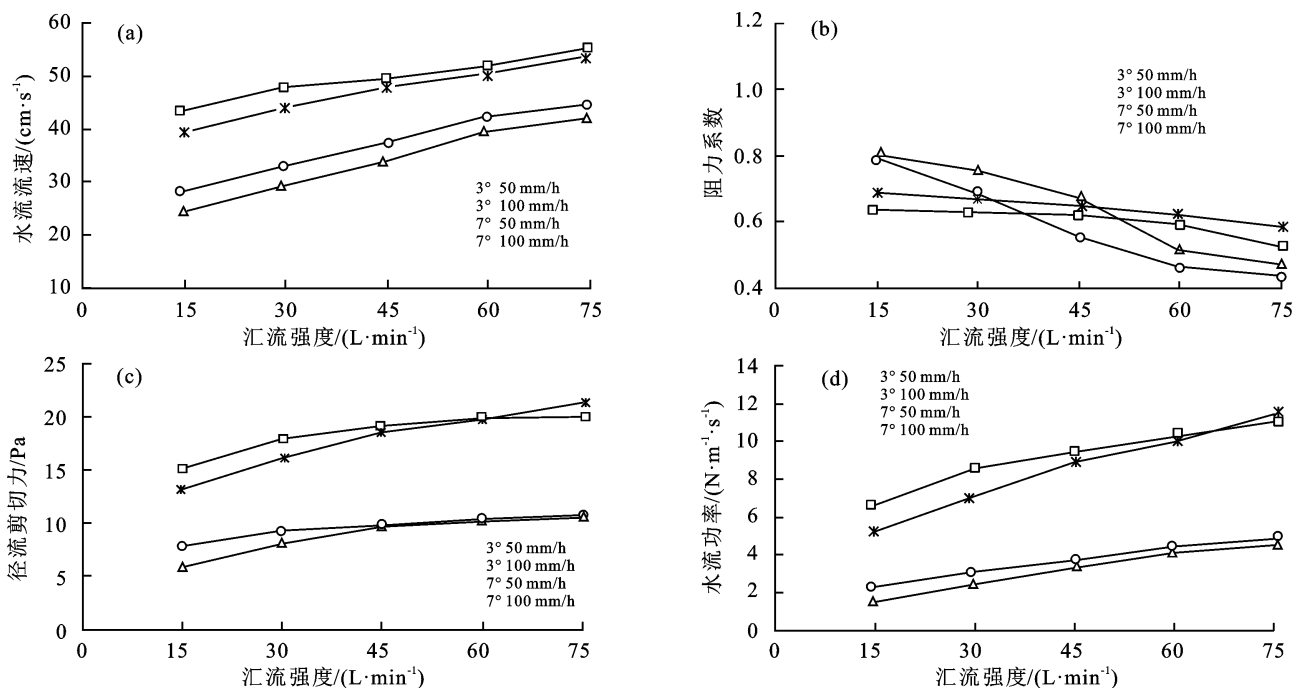 (a)
60
50
40
30
20
10
水流流速/(cm·s⁻¹)
3° 50 mm/h
3° 100 mm/h
7° 50 mm/h
7° 100 mm/h
0 15 30 45 60 75
汇流强度/(L·min⁻¹)
(b)
1.2
1.0
0.8
0.6
0.4
阻力系数
3° 50 mm/h
3° 100 mm/h
7° 50 mm/h
7° 100 mm/h
0 15 30 45 60 75
汇流强度/(L·min⁻¹)
(c)
25
20
15
10
5
0
径流剪切力/Pa
3° 50 mm/h
3° 100 mm/h
7° 50 mm/h
7° 100 mm/h
0 15 30 45 60 75
汇流强度/(L·min⁻¹)
(d)
14
12
10
8
6
4
2
0
水流功率/(N·m⁻¹·s⁻¹)
3° 50 mm/h
3° 100 mm/h
7° 50 mm/h
7° 100 mm/h
0 15 30 45 60 75
汇流强度/(L·min⁻¹)